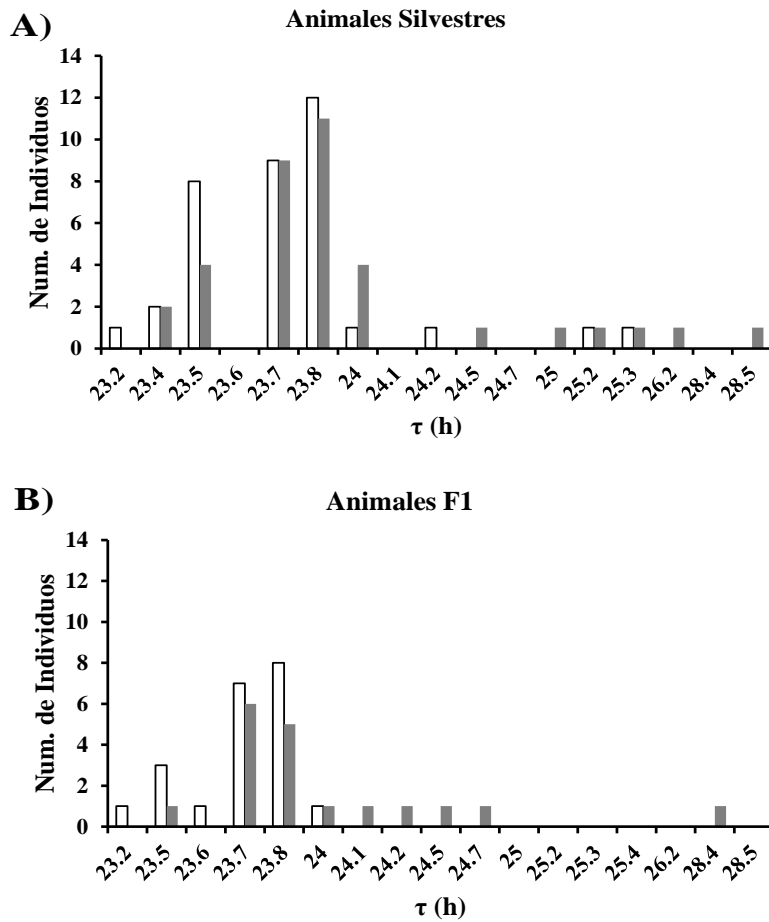 A)
Animales Silvestres
14
12
10
8
6
4
2
0
Num. de Individuos
23.2 23.4 23.5 23.6 23.7 23.8 24 24.1 24.2 24.5 24.7 25 25.2 25.3 26.2 28.4 28.5
τ (h)
B)
Animales F1
14
12
10
8
6
4
2
0
Num. de Individuos
23.2 23.5 23.6 23.7 23.8 24 24.1 24.2 24.5 24.7 25 25.2 25.3 25.4 26.2 28.4 28.5
τ (h)